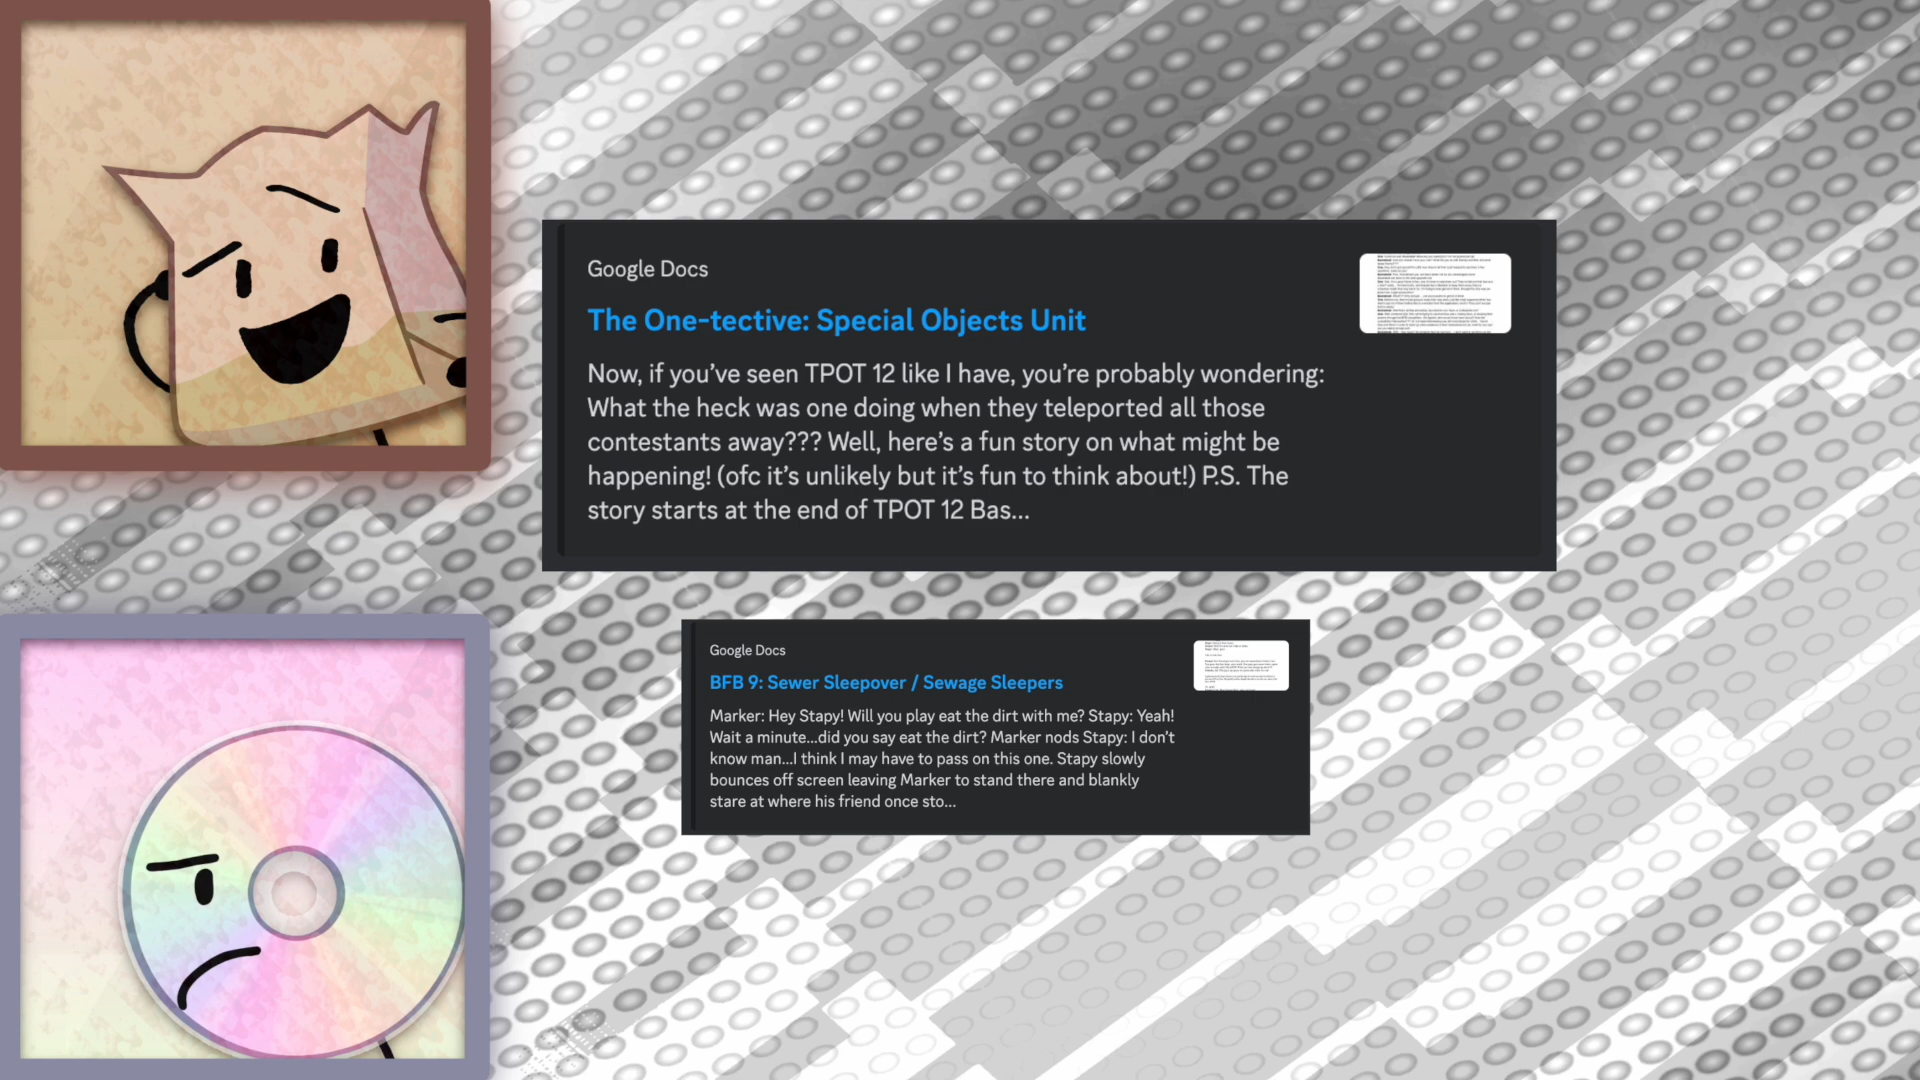 Google Docs
The One-tective: Special Objects Unit
Now, if you've seen TPOT 12 like I have, you're probably wondering:
What the heck was one doing when they teleported all those
contestants away??? Well, here's a fun story on what might be
happening! (ofc it's unlikely but it's fun to think about!) P.S. The
story starts at the end of TPOT 12 Bas...
Google Docs
BFB 9: Sewer Sleepover / Sewage Sleepers
Marker: Hey Stapy! Will you play eat the dirt with me? Stapy: Yeah!
Wait a minute...did you say eat the dirt? Marker nods Stapy: I don't
know man...I think I may have to pass on this one. Stapy slowly
bounces off screen leaving Marker to stand there and blankly
stare at where his friend once sto...